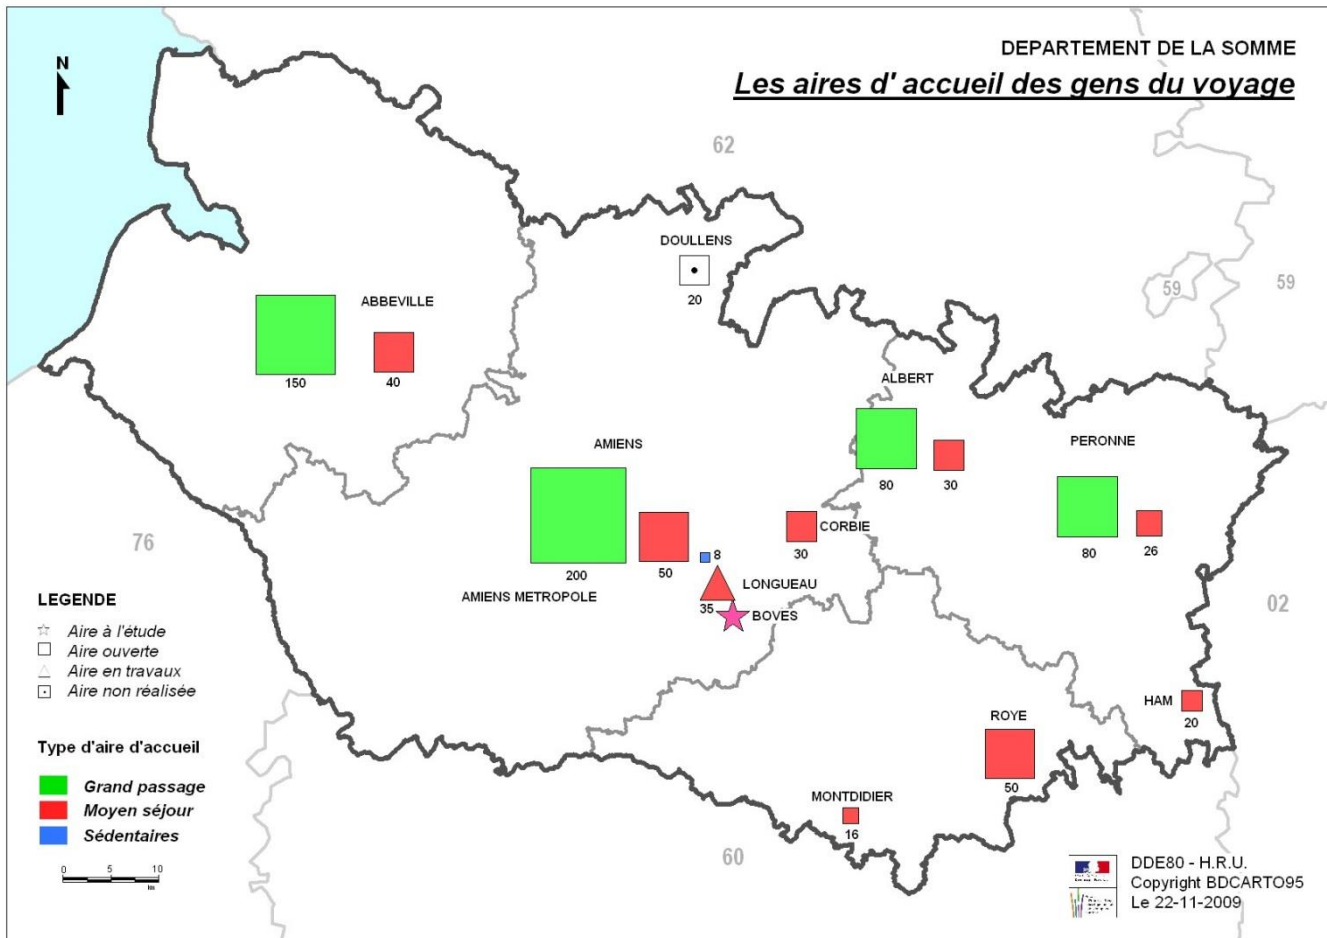 DEPARTEMENT DE LA SOMME
Les aires d' accueil des gens du voyage
N
62
59
59
DOULLENS
20
ABBEVILLE
150
40
ALBERT
80
30
AMIENS
200
50
AMIENS METROPOLE
8
CORBIE
30
LONGUEAU
35
BOVES
PERONNE
80
26
76
02
HAM
20
ROYE
50
MONTDIDIER
16
60
LEGENDE
Aire à l'étude
Aire ouverte
Aire en travaux
Aire non réalisée
Type d'aire d'accueil
Grand passage
Moyen séjour
Sédentaires
0 5 10
km
DDE80 - H.R.U.
Copyright BDCARTO95
Le 22-11-2009